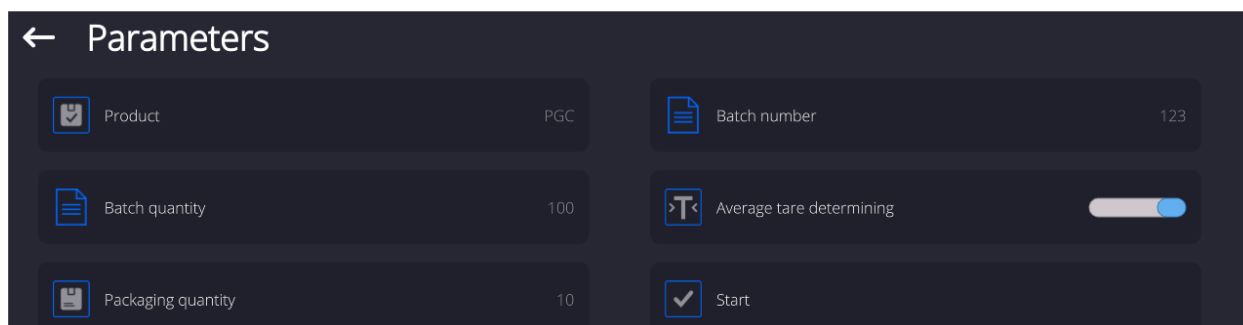 Parameters
Product PGC
Batch number 123
Batch quantity 100
>T< Average tare determining
Packaging quantity 10
Start